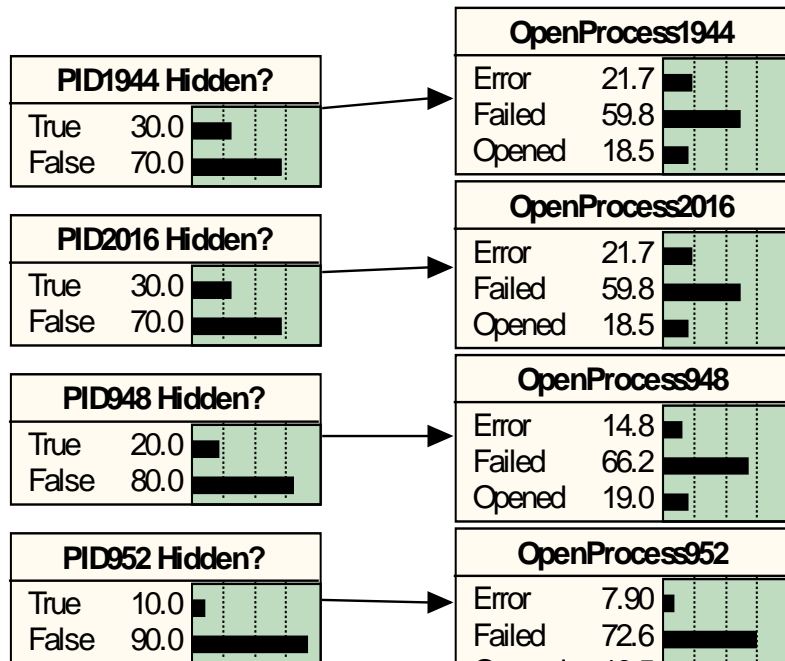 PID1944 Hidden?
True 30.0
False 70.0
OpenProcess1944
Error 21.7
Failed 59.8
Opened 18.5
PID2016 Hidden?
True 30.0
False 70.0
OpenProcess2016
Error 21.7
Failed 59.8
Opened 18.5
PID948 Hidden?
True 20.0
False 80.0
OpenProcess948
Error 14.8
Failed 66.2
Opened 19.0
PID952 Hidden?
True 10.0
False 90.0
OpenProcess952
Error 7.90
Failed 72.6